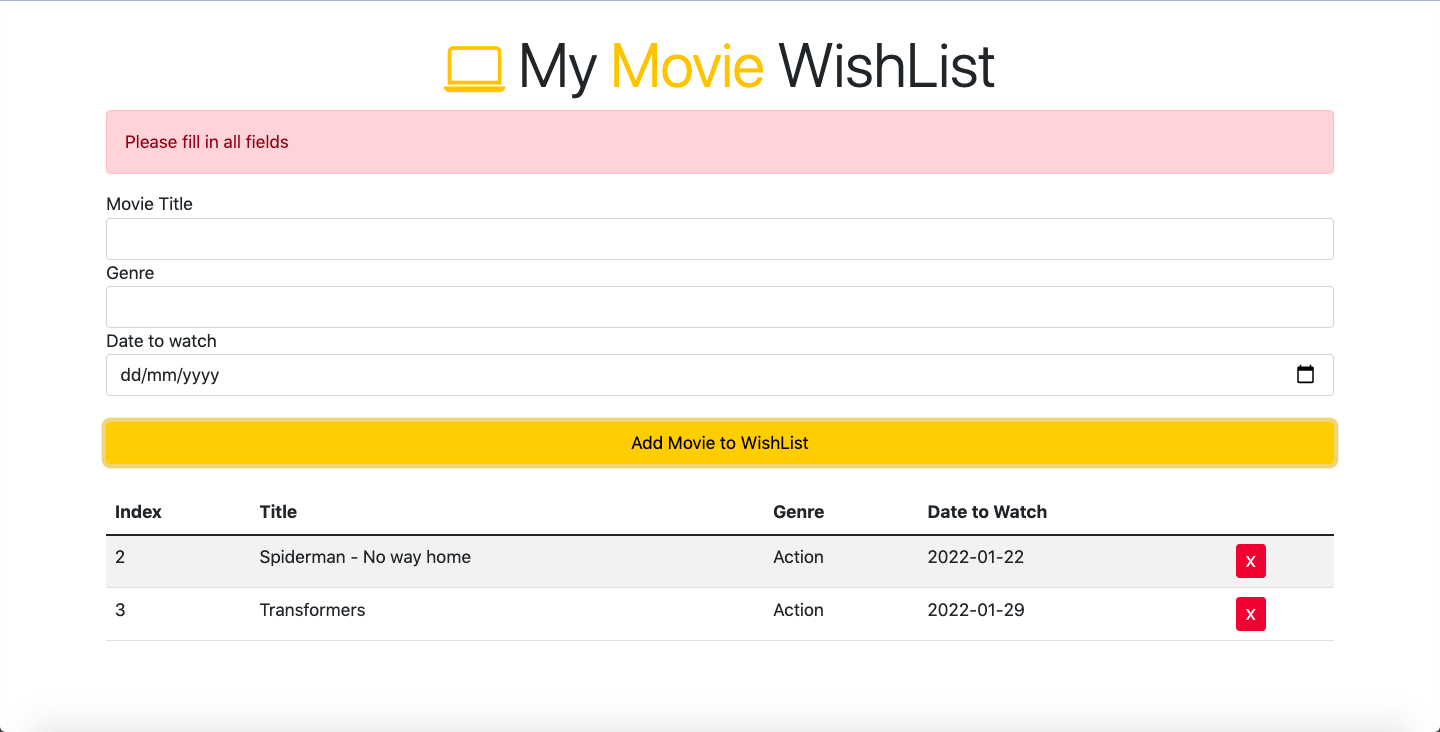 My Movie WishList
Please fill in all fields
Movie Title
Genre
Date to watch
dd/mm/yyyy
Add Movie to WishList
Index Title Genre Date to Watch
2 Spiderman - No way home Action 2022-01-22 X
3 Transformers Action 2022-01-29 X